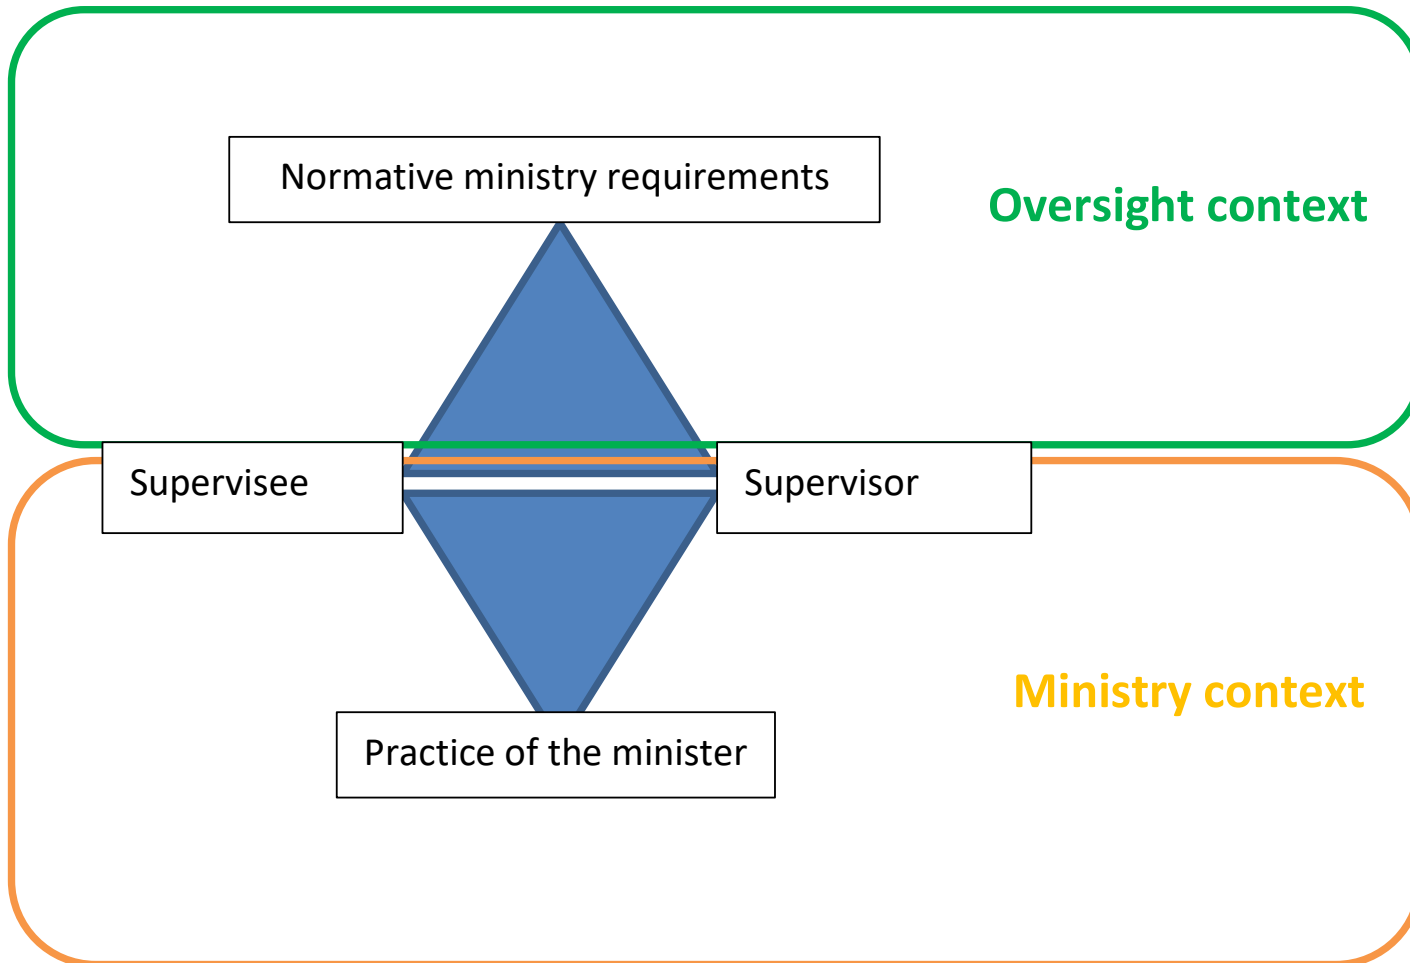 Normative ministry requirements
Oversight context
Supervisee
Supervisor
Ministry context
Practice of the minister